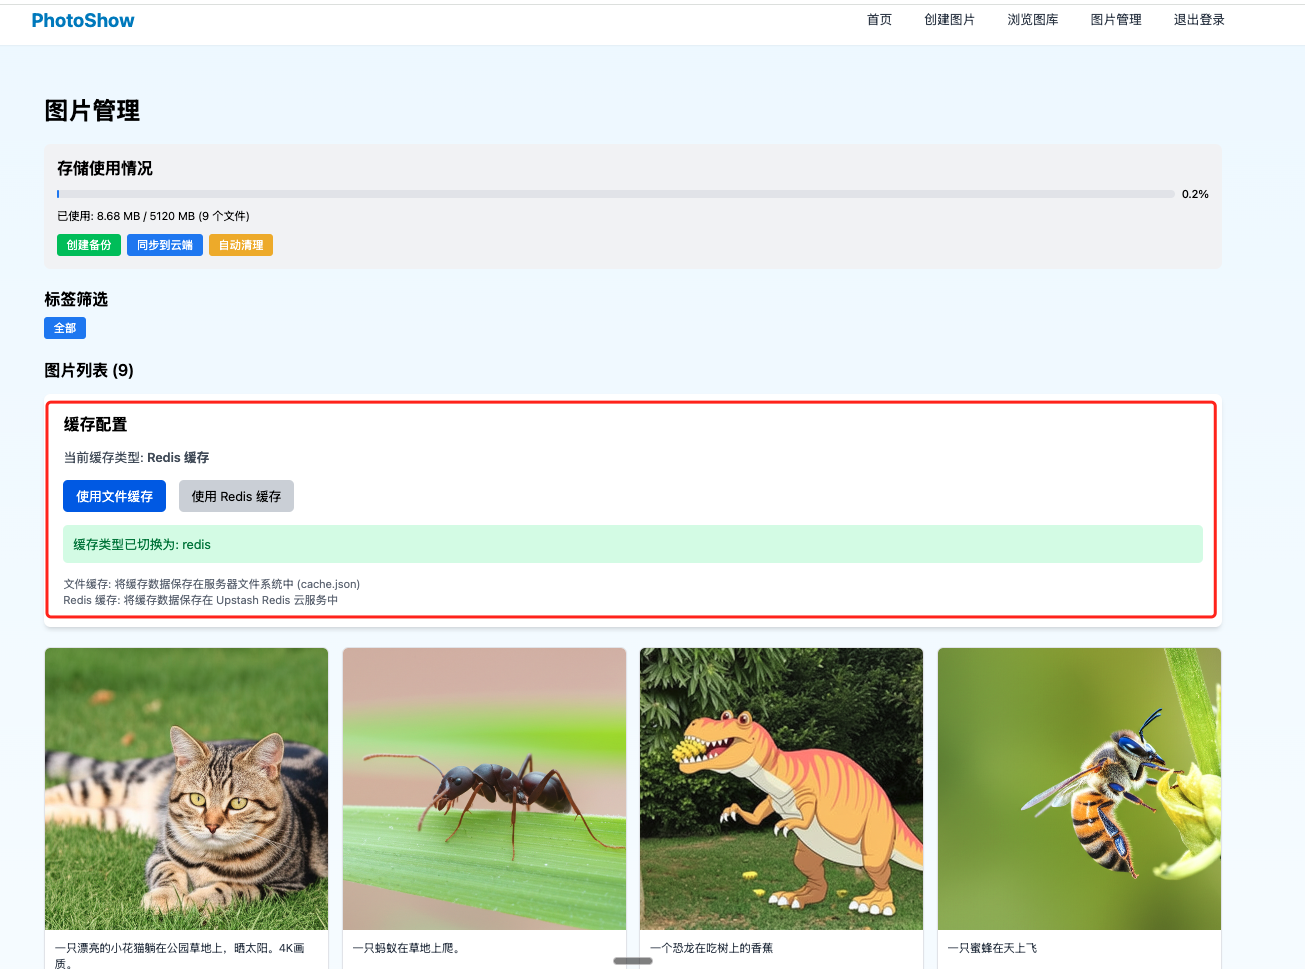 PhotoShow
首页 创建图片 浏览图库 图片管理 退出登录
图片管理
存储使用情况
0.2%
已使用: 8.68 MB / 5120 MB (9 个文件)
创建备份 同步到云端 自动清理
标签筛选
全部
图片列表 (9)
缓存配置
当前缓存类型: Redis 缓存
使用文件缓存 使用 Redis 缓存
缓存类型已切换为: redis
文件缓存: 将缓存数据保存在服务器文件系统中 (cache.json)
Redis 缓存: 将缓存数据保存在 Upstash Redis 云服务中
一只漂亮的小花猫躺在公园草地上，晒太阳。4K画
质。
一只蚂蚁在草地上爬。
一个恐龙在吃树上的香蕉
一只蜜蜂在天上飞